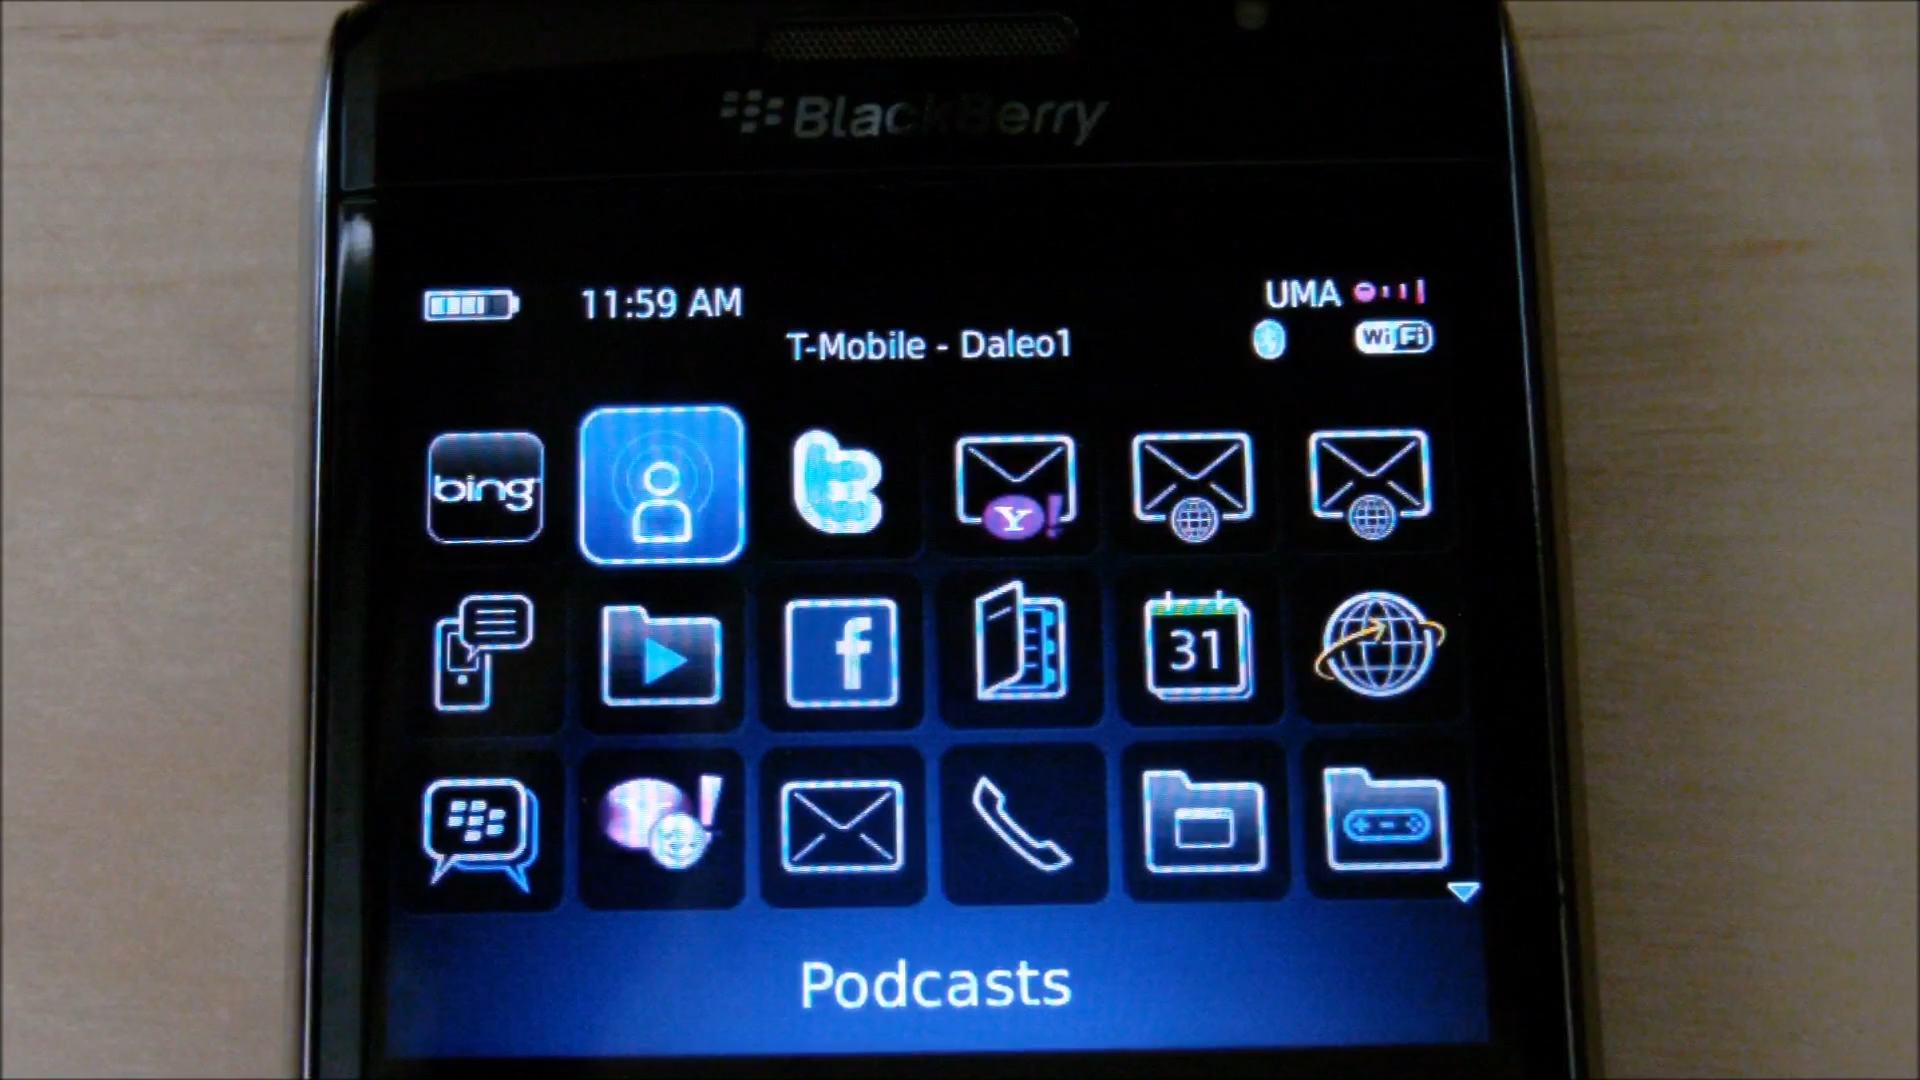 BlackBerry
11:59 AM
UMA
T-Mobile - Daleo1
WiFi
bing
Y!
f
31
Y!
Podcasts